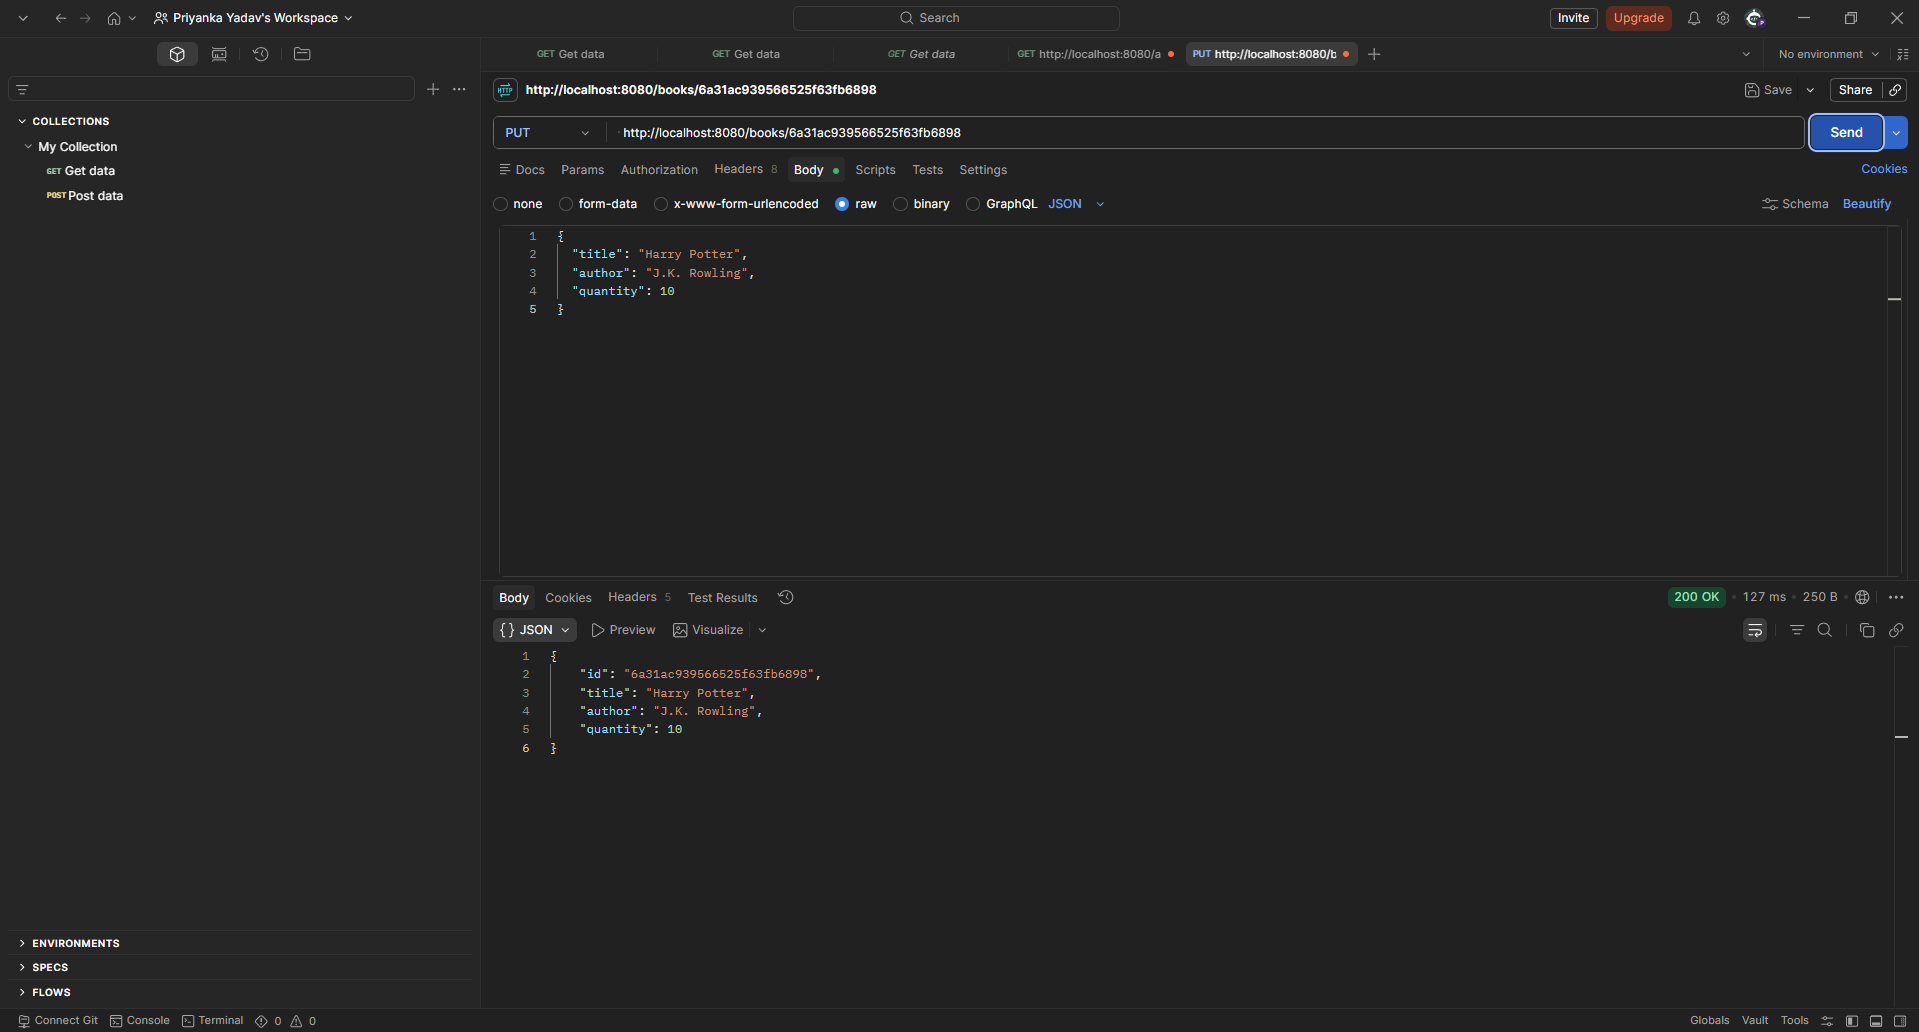 Priyanka Yadav's Workspace
Search
Invite
Upgrade
GET Get data
GET Get data
GET Get data
GET http://localhost:8080/a
PUT http://localhost:8080/b
No environment
COLLECTIONS
My Collection
GET Get data
POST Post data
ENVIRONMENTS
SPECS
FLOWS
HTTP http://localhost:8080/books/6a31ac939566525f63fb6898
Save
Share
PUT http://localhost:8080/books/6a31ac939566525f63fb6898
Send
Docs Params Authorization Headers 8 Body Scripts Tests Settings
Cookies
none form-data x-www-form-urlencoded raw binary GraphQL JSON
Schema Beautify
1 {
2 "title": "Harry Potter",
3 "author": "J.K. Rowling",
4 "quantity": 10
5 }
Body Cookies Headers 5 Test Results
200 OK • 127 ms • 250 B
{} JSON Preview Visualize
1 {
2 "id": "6a31ac939566525f63fb6898",
3 "title": "Harry Potter",
4 "author": "J.K. Rowling",
5 "quantity": 10
6 }
Connect Git Console Terminal 0 0
Globals Vault Tools